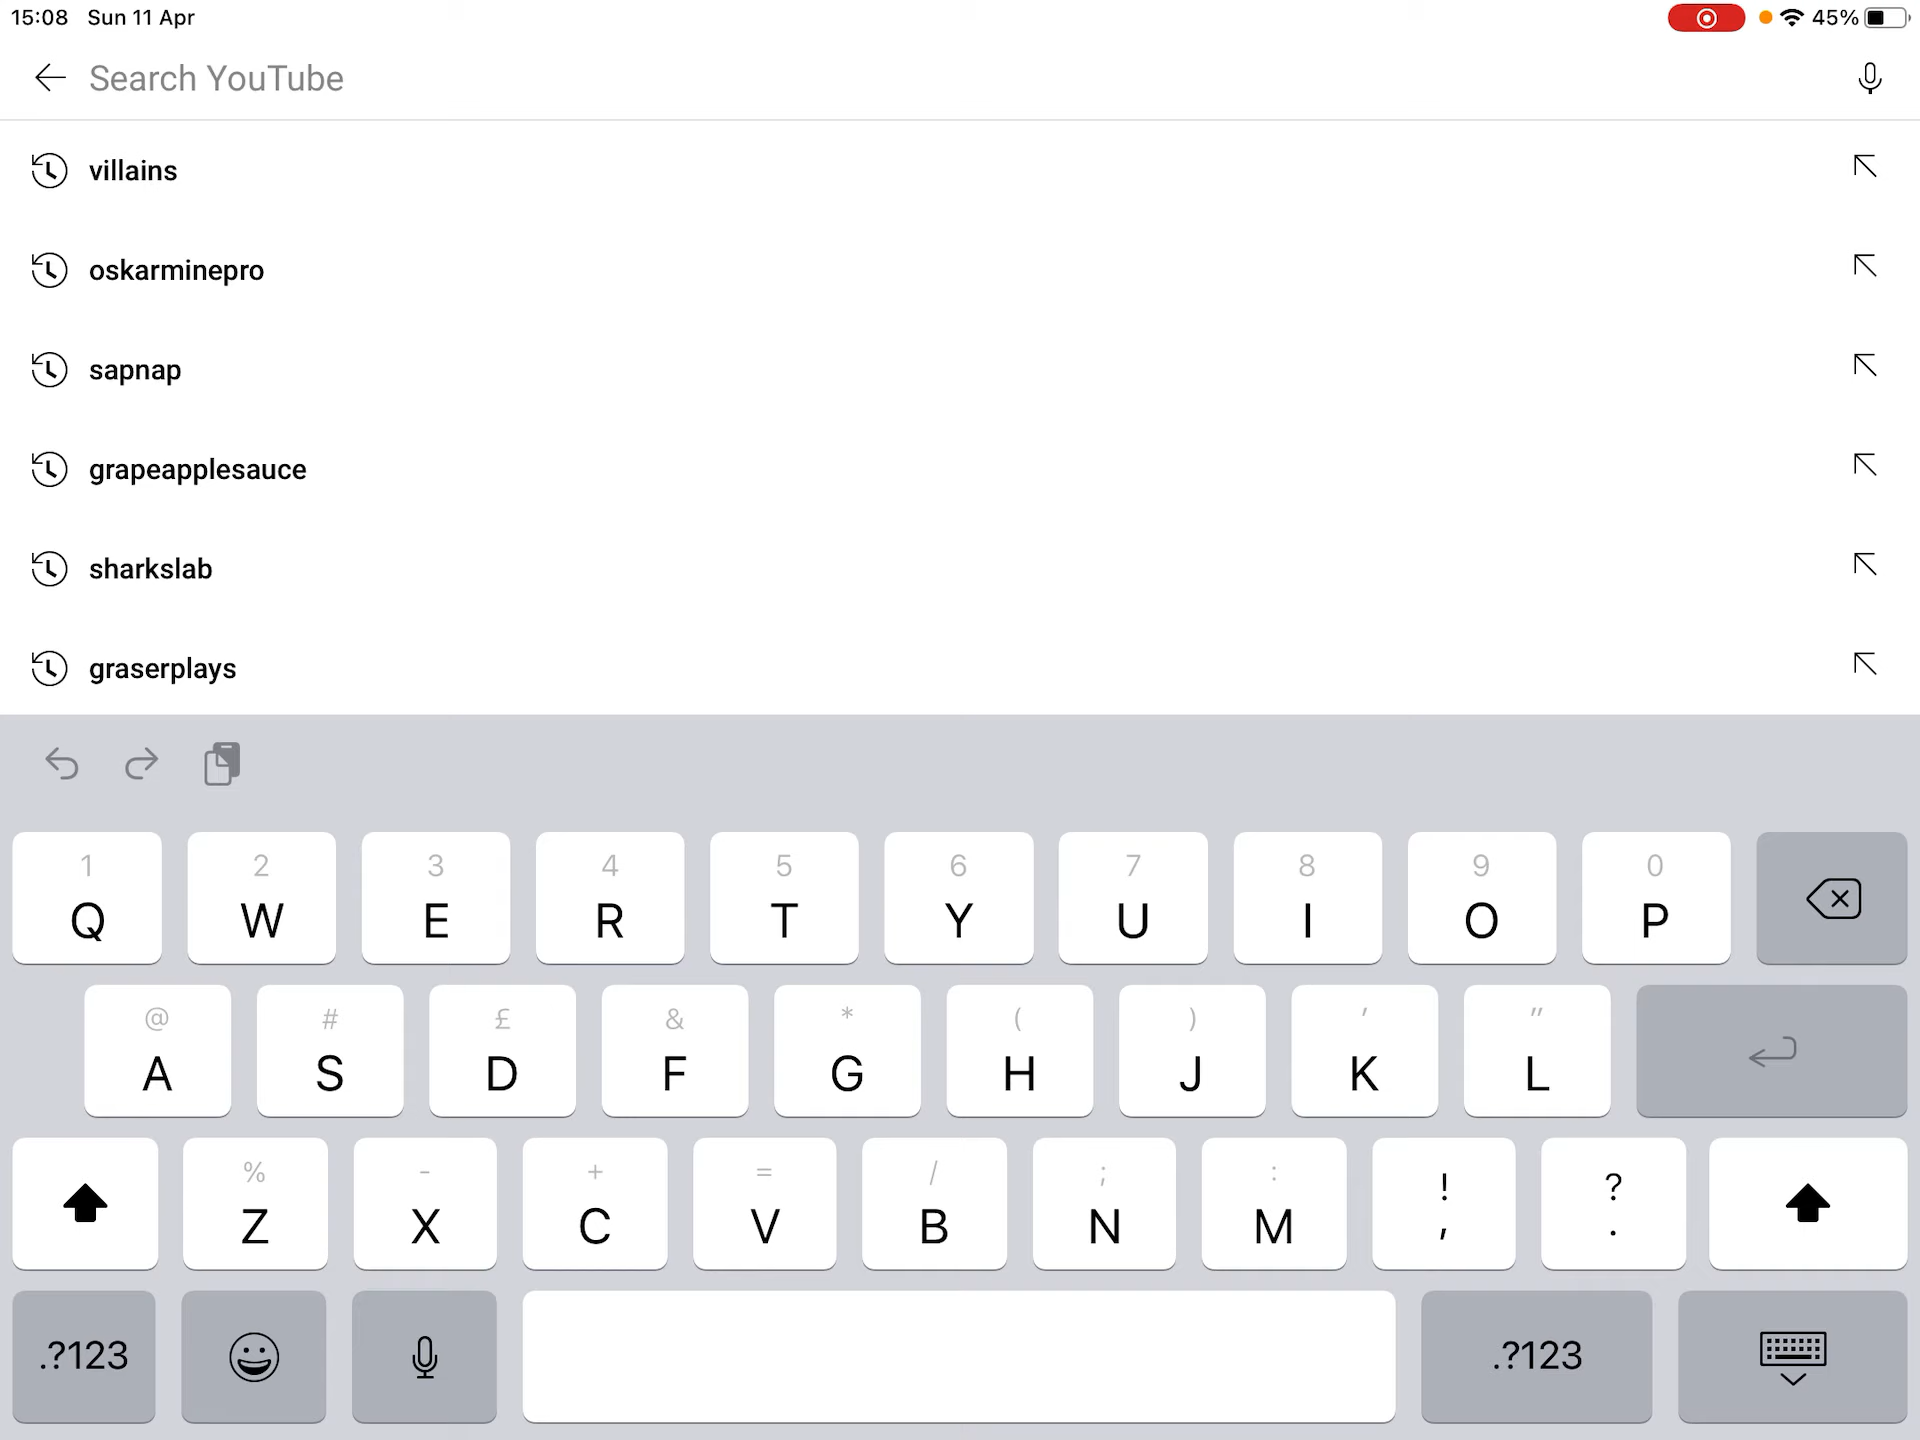 15:08 Sun 11 Apr 45%
Search YouTube
villains
oskarminepro
sapnap
grapeapplesauce
sharkslab
graserplays
1 2 3 4 5 6 7 8 9 0
Q W E R T Y U I O P
@ # £ & * ( ) ' "
A S D F G H J K L
% - + = / ; : ! ?
Z X C V B N M , .
.?123 .?123